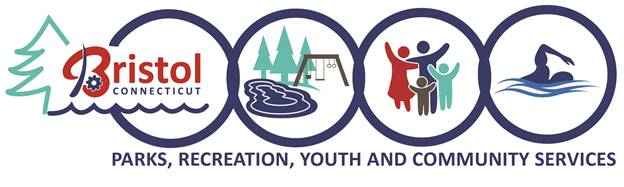 Bristol
CONNECTICUT
PARKS, RECREATION, YOUTH AND COMMUNITY SERVICES